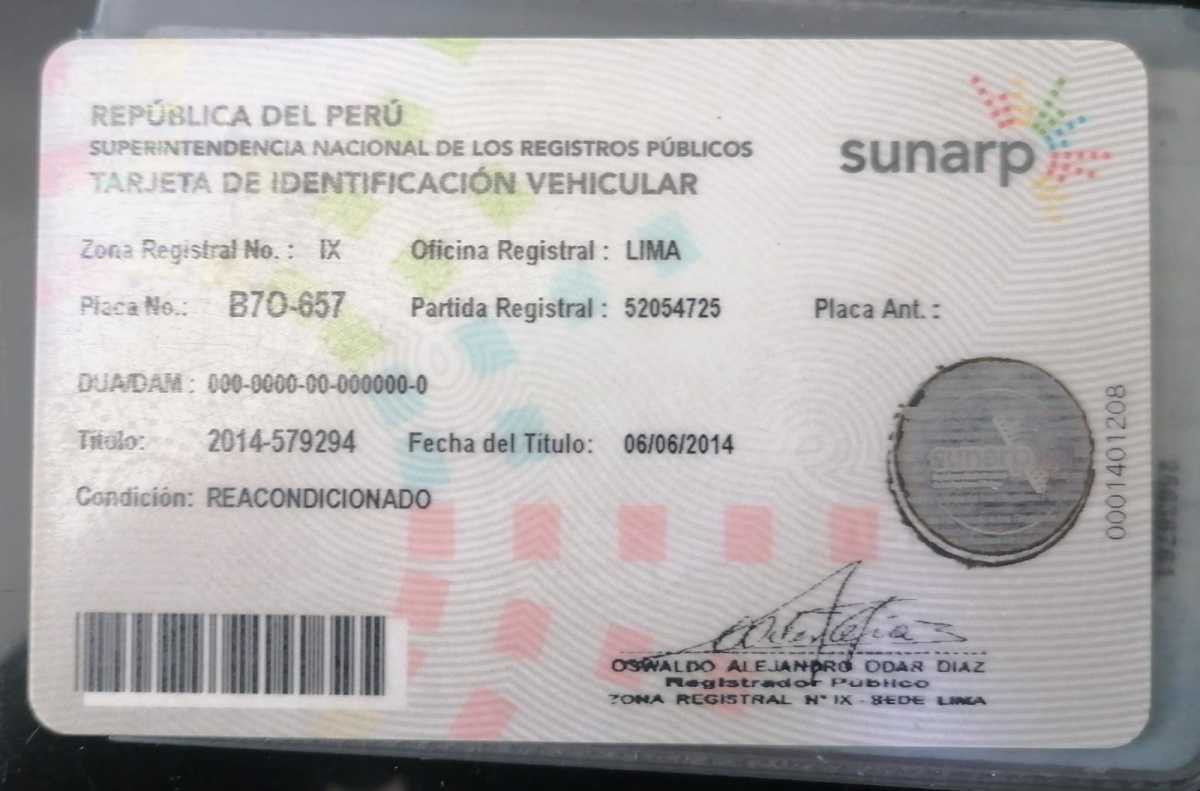 REPÚBLICA DEL PERÚ
SUPERINTENDENCIA NACIONAL DE LOS REGISTROS PÚBLICOS
TARJETA DE IDENTIFICACIÓN VEHICULAR
sunarp
Zona Registral No. : IX Oficina Registral : LIMA
Placa No.: B7O-657 Partida Registral : 52054725 Placa Ant. :
DUA/DAM : 000-0000-00-000000-0
Título: 2014-579294 Fecha del Título: 06/06/2014
Condición: REACONDICIONADO
sunarp
0001401208
OSWALDO ALEJANDRO ODAR DIAZ
Registrador Público
ZONA REGISTRAL N° IX - SEDE LIMA